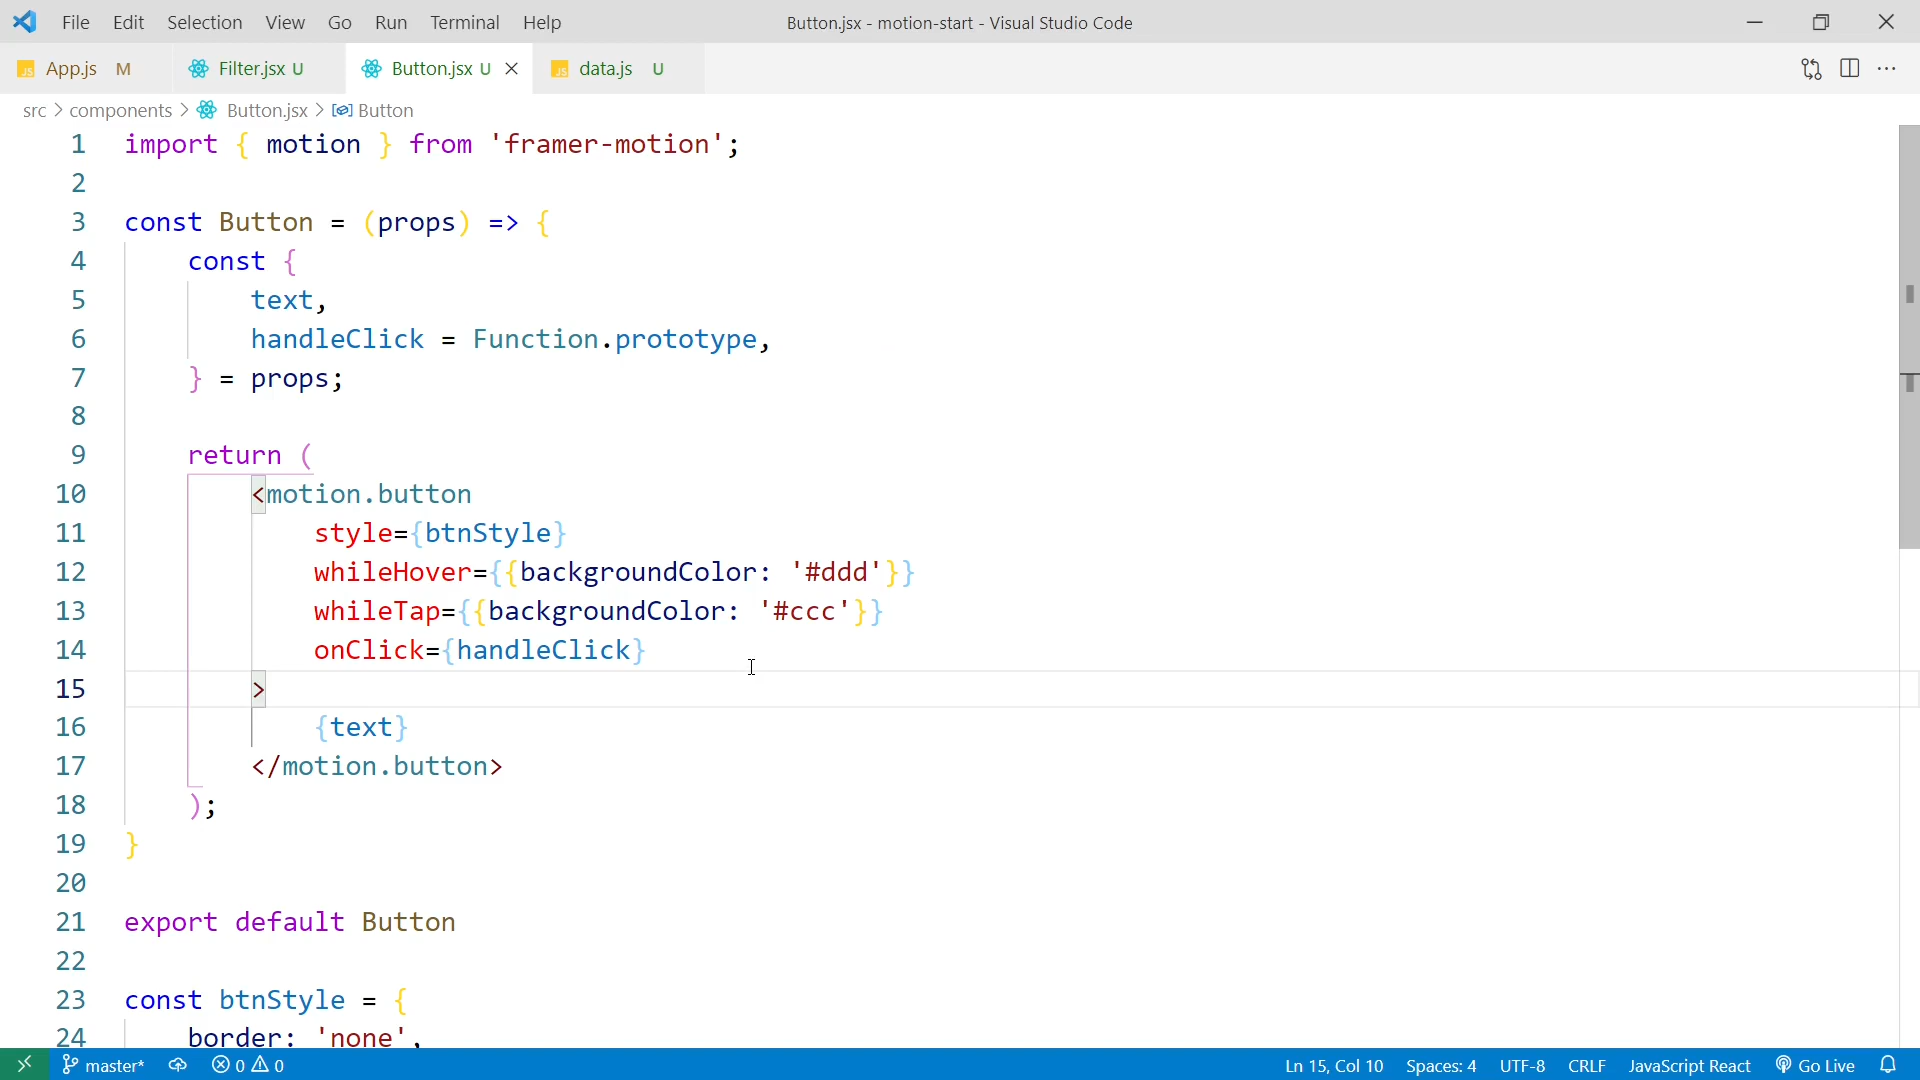 File Edit Selection View Go Run Terminal Help Button.jsx - motion-start - Visual Studio Code
JS App.js M Filter.jsx U Button.jsx U JS data.js U
src > components > Button.jsx > Button
1 import { motion } from 'framer-motion';
2
3 const Button = (props) => {
4 const {
5 text,
6 handleClick = Function.prototype,
7 } = props;
8
9 return (
10 <motion.button
11 style={btnStyle}
12 whileHover={{backgroundColor: '#ddd'}}
13 whileTap={{backgroundColor: '#ccc'}}
14 onClick={handleClick}
15 >
16 {text}
17 </motion.button>
18 );
19 }
20
21 export default Button
22
23 const btnStyle = {
24 border: 'none',
master* 0 0 Ln 15, Col 10 Spaces: 4 UTF-8 CRLF JavaScript React Go Live